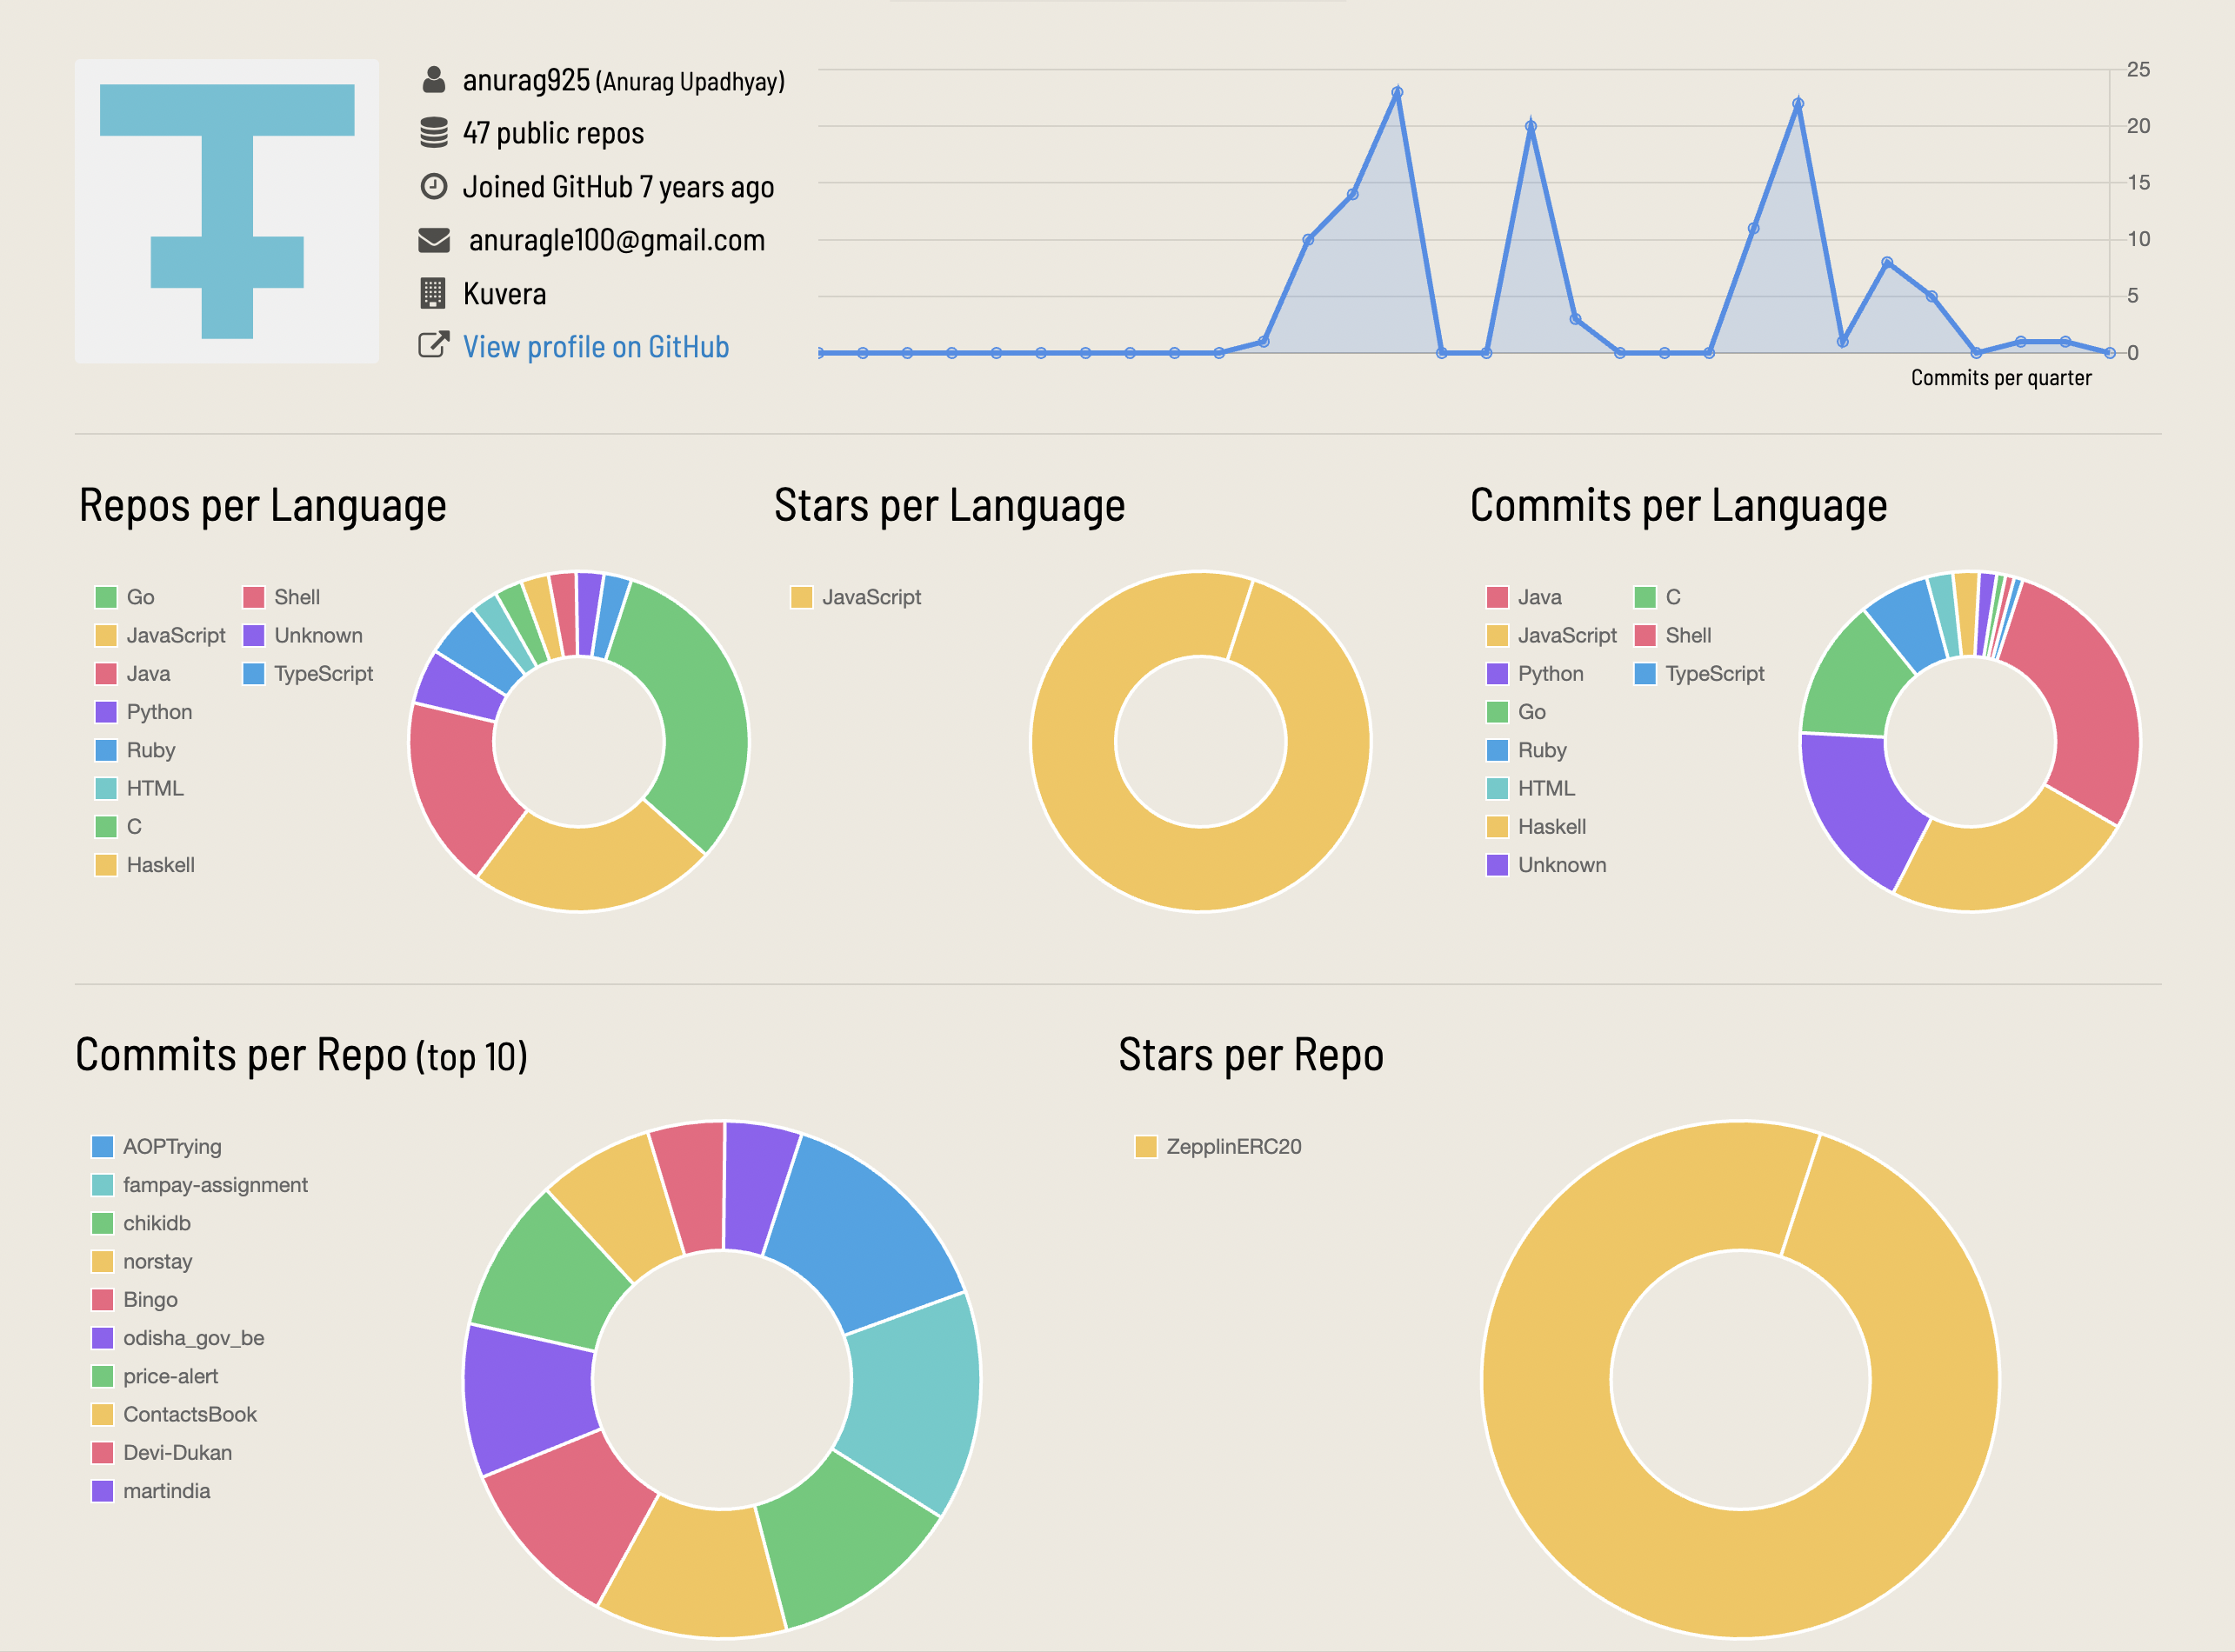 anurag925 (Anurag Upadhyay)
47 public repos
Joined GitHub 7 years ago
anuragle100@gmail.com
Kuvera
View profile on GitHub
25
20
15
10
5
0
Commits per quarter
Repos per Language
Go
JavaScript
Java
Python
Ruby
HTML
C
Haskell
Shell
Unknown
TypeScript
Stars per Language
JavaScript
Commits per Language
Java
JavaScript
Python
Go
Ruby
HTML
Haskell
Unknown
C
Shell
TypeScript
Commits per Repo (top 10)
AOPTrying
fampay-assignment
chikidb
norstay
Bingo
odisha_gov_be
price-alert
ContactsBook
Devi-Dukan
martindia
Stars per Repo
ZepplinERC20